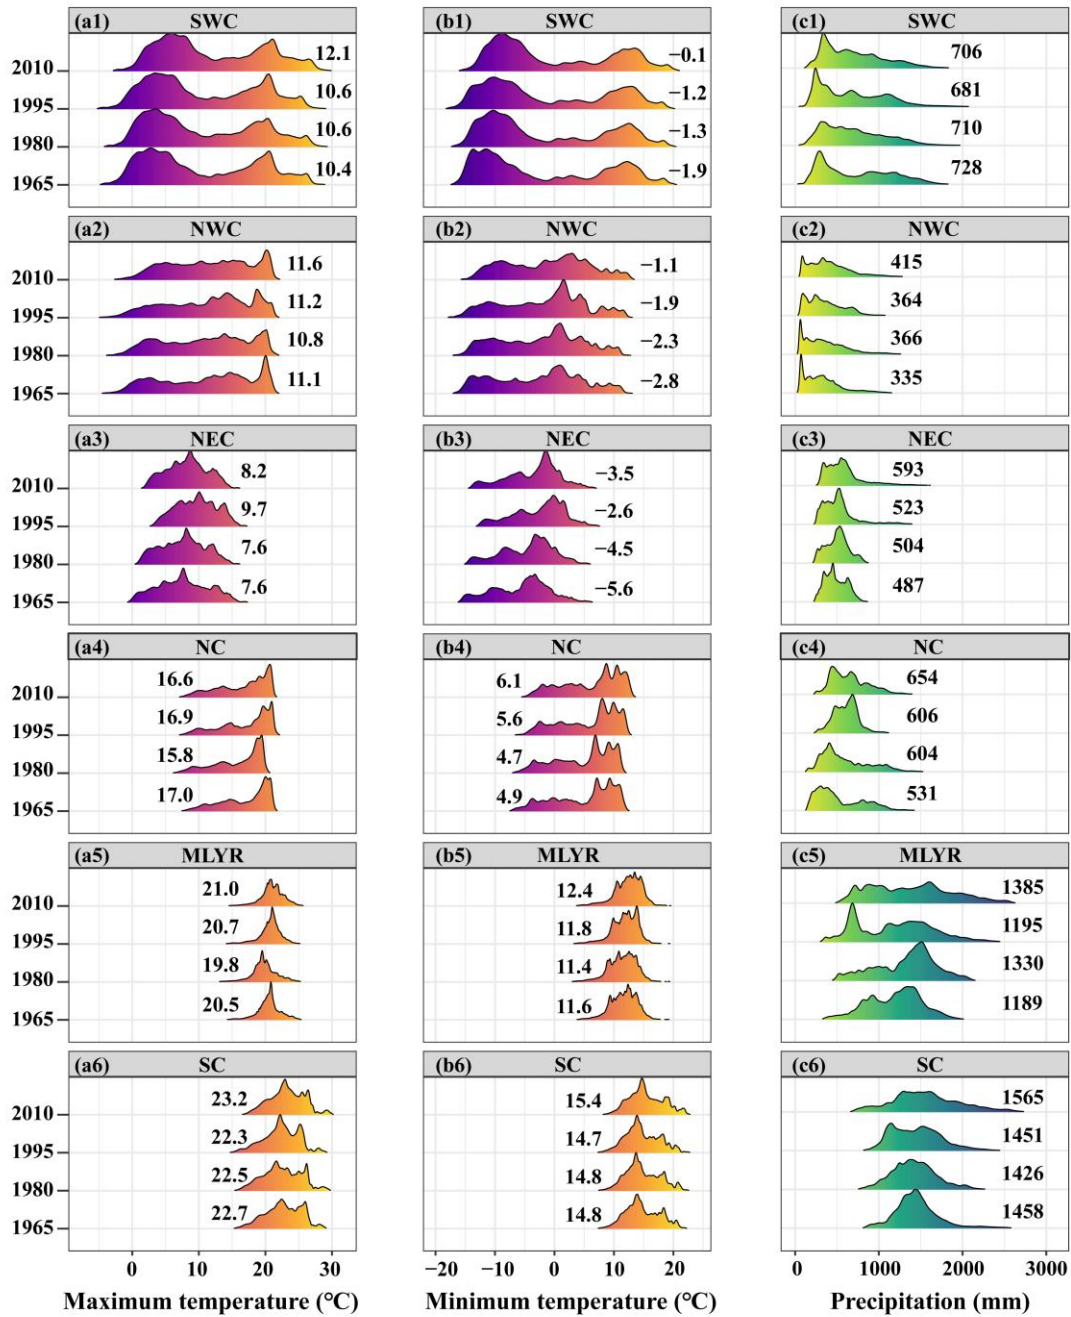 (a1) SWC (b1) SWC (c1) SWC
2010 12.1 −0.1 706
1995 10.6 −1.2 681
1980 10.6 −1.3 710
1965 10.4 −1.9 728
(a2) NWC (b2) NWC (c2) NWC
2010 11.6 −1.1 415
1995 11.2 −1.9 364
1980 10.8 −2.3 366
1965 11.1 −2.8 335
(a3) NEC (b3) NEC (c3) NEC
2010 8.2 −3.5 593
1995 9.7 −2.6 523
1980 7.6 −4.5 504
1965 7.6 −5.6 487
(a4) NC (b4) NC (c4) NC
2010 16.6 6.1 654
1995 16.9 5.6 606
1980 15.8 4.7 604
1965 17.0 4.9 531
(a5) MLYR (b5) MLYR (c5) MLYR
2010 21.0 12.4 1385
1995 20.7 11.8 1195
1980 19.8 11.4 1330
1965 20.5 11.6 1189
(a6) SC (b6) SC (c6) SC
2010 23.2 15.4 1565
1995 22.3 14.7 1451
1980 22.5 14.8 1426
1965 22.7 14.8 1458
0 10 20 30 −20 −10 0 10 20 0 1000 2000 3000
Maximum temperature (°C) Minimum temperature (°C) Precipitation (mm)